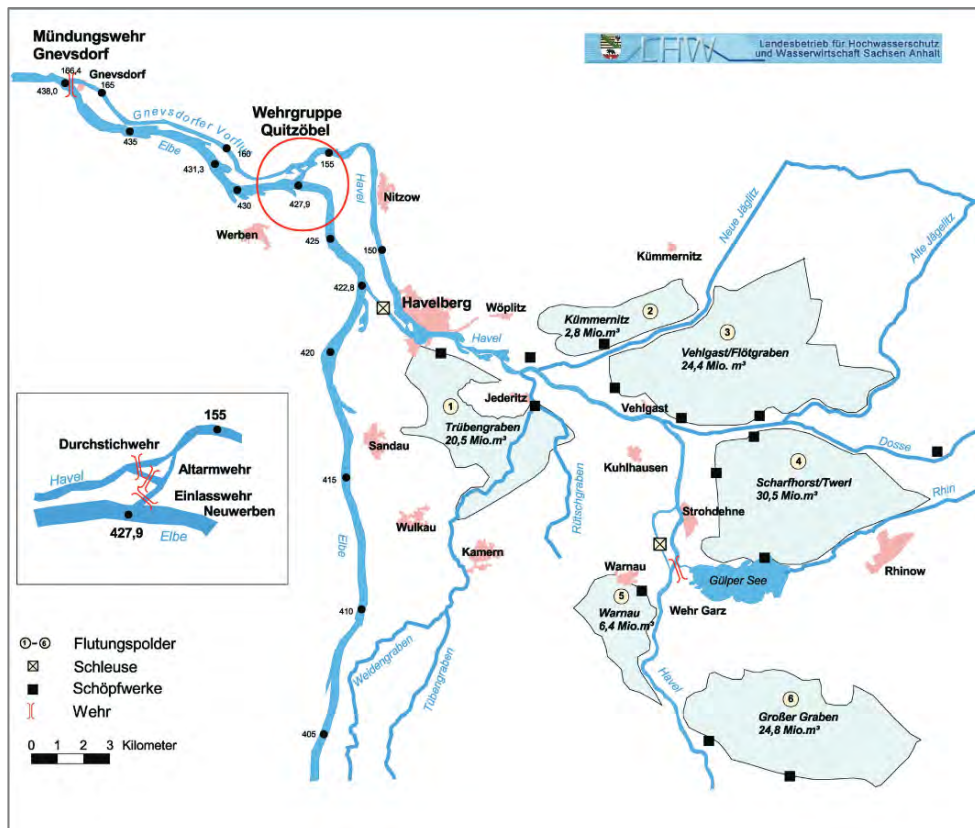 Mündungswehr
Gnevsdorf
Landesbetrieb für Hochwasserschutz
und Wasserwirtschaft Sachsen Anhalt
LHW
166,4
Gnevsdorf
438,0
165
Gnevsdorfer Vorflut
Wehrgruppe
Quitzöbel
435
Elbe
160
155
431,3
430
427,9
Havel
Nitzow
Werben
425
150
Neue Jäglitz
Alte Jägelitz
Kümmernitz
422,8
Havelberg
Wöplitz
2
Kümmernitz
2,8 Mio.m³
3
Vehlgast/Flötgraben
24,4 Mio. m³
Havel
420
Jederitz
1
Trübengraben
20,5 Mio.m³
Vehlgast
Sandau
Kuhlhausen
Dosse
4
Scharfhorst/Twerl
30,5 Mio.m³
415
Rütschgraben
Rhin
Wulkau
Strohdehne
Kamern
Elbe
Warnau
Gülper See
Rhinow
5
Warnau
6,4 Mio.m³
Wehr Garz
410
Weidengraben
Tübengraben
Havel
6
Großer Graben
24,8 Mio.m³
405
155
Durchstichwehr
Altarmwehr
Havel
Einlasswehr
Neuwerben
427,9
Elbe
1-6 Flutungspolder
Schleuse
Schöpfwerke
Wehr
0 1 2 3 Kilometer